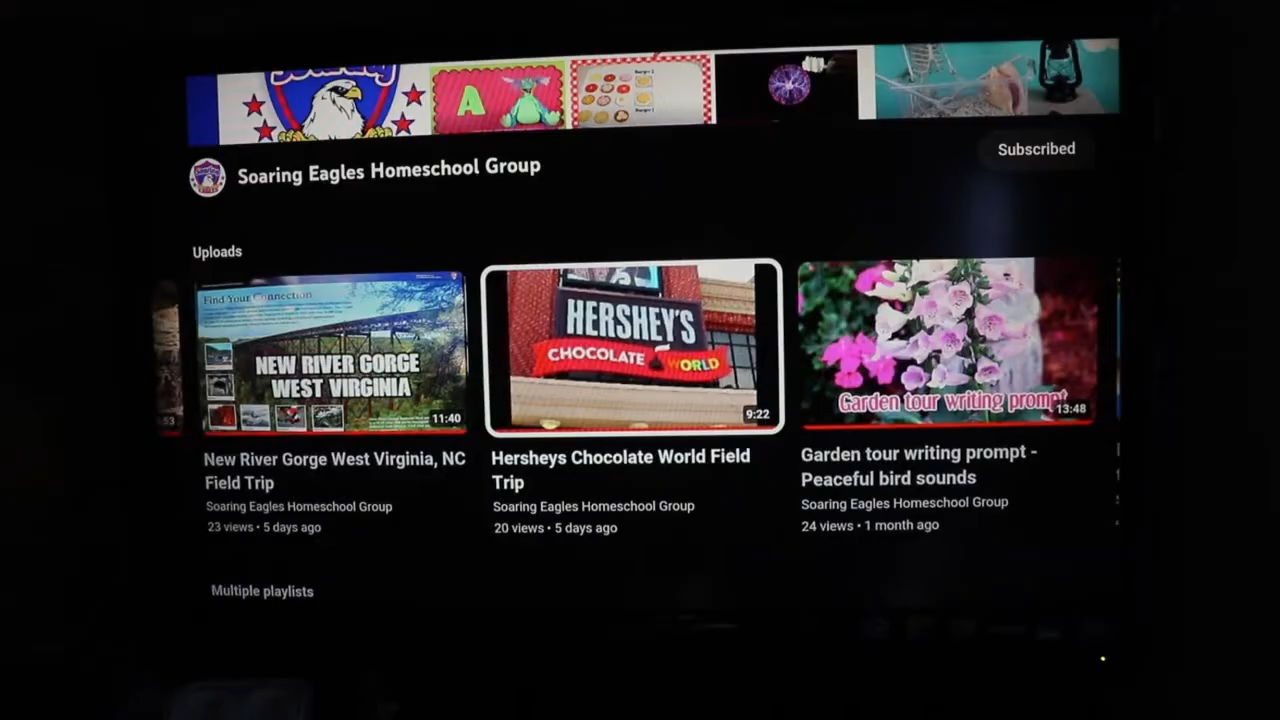 A
Soaring Eagles Homeschool Group
Subscribed
Uploads
Find Your Connection
NEW RIVER GORGE
WEST VIRGINIA
11:40
HERSHEY'S
CHOCOLATE WORLD
9:22
Garden tour writing prompt
13:48
53
New River Gorge West Virginia, NC
Field Trip
Soaring Eagles Homeschool Group
23 views • 5 days ago
Hersheys Chocolate World Field
Trip
Soaring Eagles Homeschool Group
20 views • 5 days ago
Garden tour writing prompt -
Peaceful bird sounds
Soaring Eagles Homeschool Group
24 views • 1 month ago
Multiple playlists